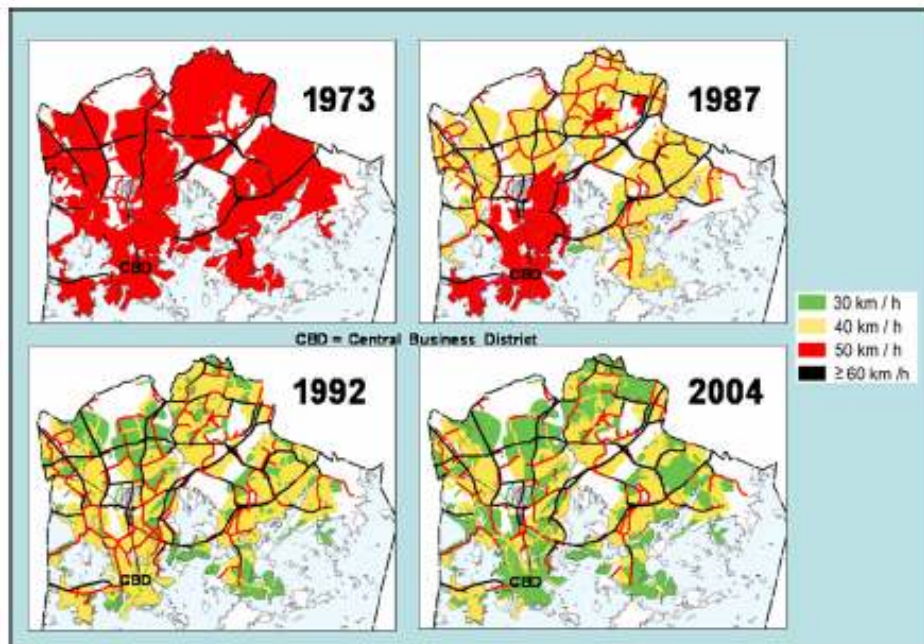 1973
CBD
1987
CBD
CBD = Central Business District
1992
CBD
2004
CBD
30 km / h
40 km / h
50 km / h
≥ 60 km /h